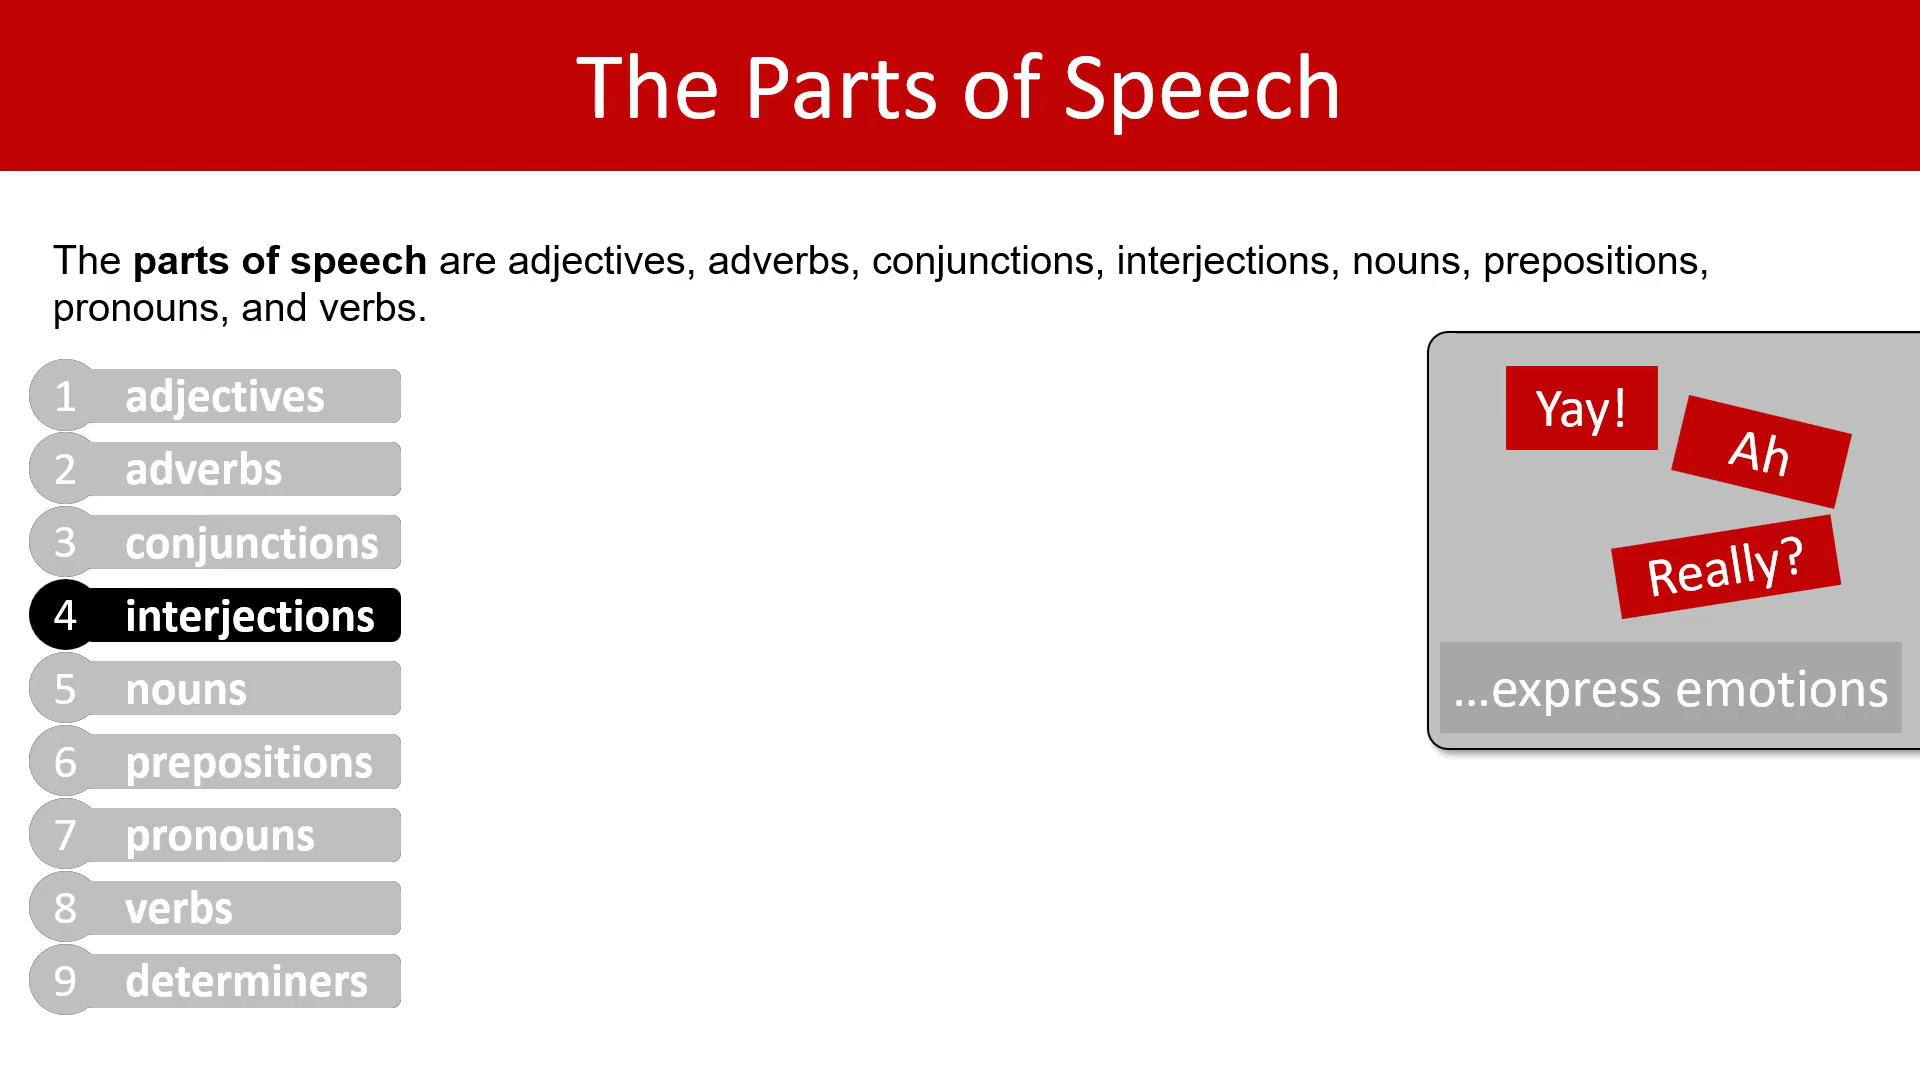 The Parts of Speech
The parts of speech are adjectives, adverbs, conjunctions, interjections, nouns, prepositions,
pronouns, and verbs.
1 adjectives
2 adverbs
3 conjunctions
4 interjections
5 nouns
6 prepositions
7 pronouns
8 verbs
9 determiners
Yay!
Ah
Really?
...express emotions